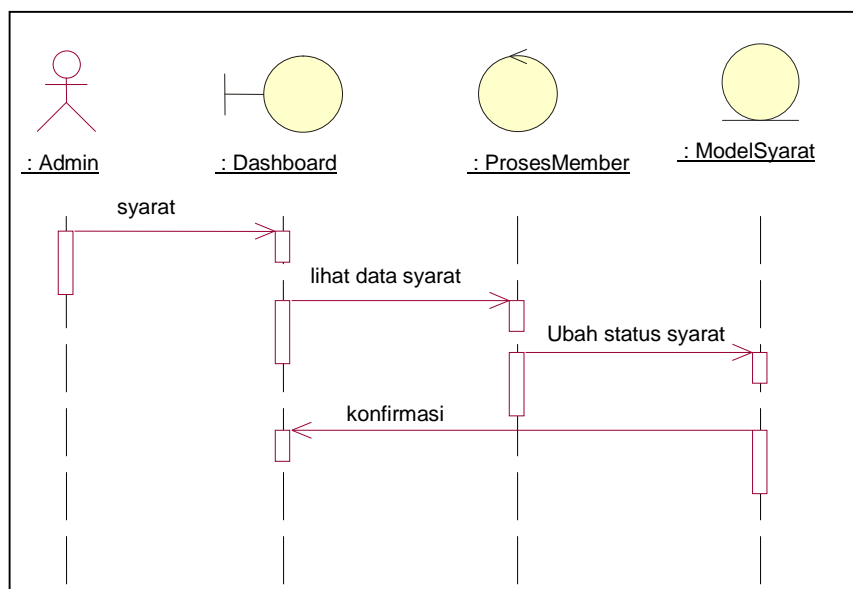 : Admin
: Dashboard
: ProsesMember
: ModelSyarat
syarat
lihat data syarat
Ubah status syarat
konfirmasi